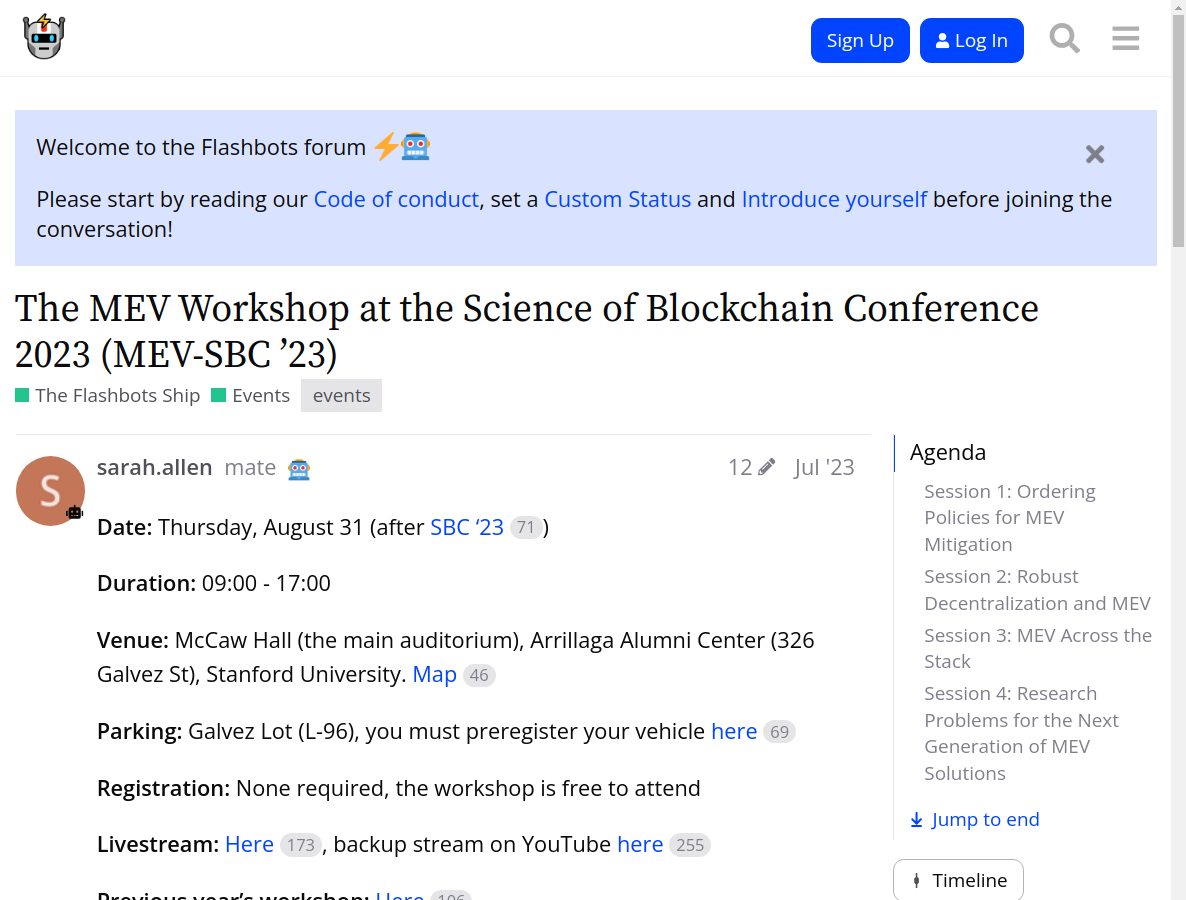 Sign Up
Log In
Welcome to the Flashbots forum
Please start by reading our Code of conduct, set a Custom Status and Introduce yourself before joining the
conversation!
The MEV Workshop at the Science of Blockchain Conference
2023 (MEV-SBC ’23)
The Flashbots Ship Events events
S
sarah.allen mate 12 Jul '23
Date: Thursday, August 31 (after SBC ‘23 71)
Duration: 09:00 - 17:00
Venue: McCaw Hall (the main auditorium), Arrillaga Alumni Center (326
Galvez St), Stanford University. Map 46
Parking: Galvez Lot (L-96), you must preregister your vehicle here 69
Registration: None required, the workshop is free to attend
Livestream: Here 173, backup stream on YouTube here 255
Previous year’s workshop: Here 106
Agenda
Session 1: Ordering
Policies for MEV
Mitigation
Session 2: Robust
Decentralization and MEV
Session 3: MEV Across the
Stack
Session 4: Research
Problems for the Next
Generation of MEV
Solutions
Jump to end
Timeline